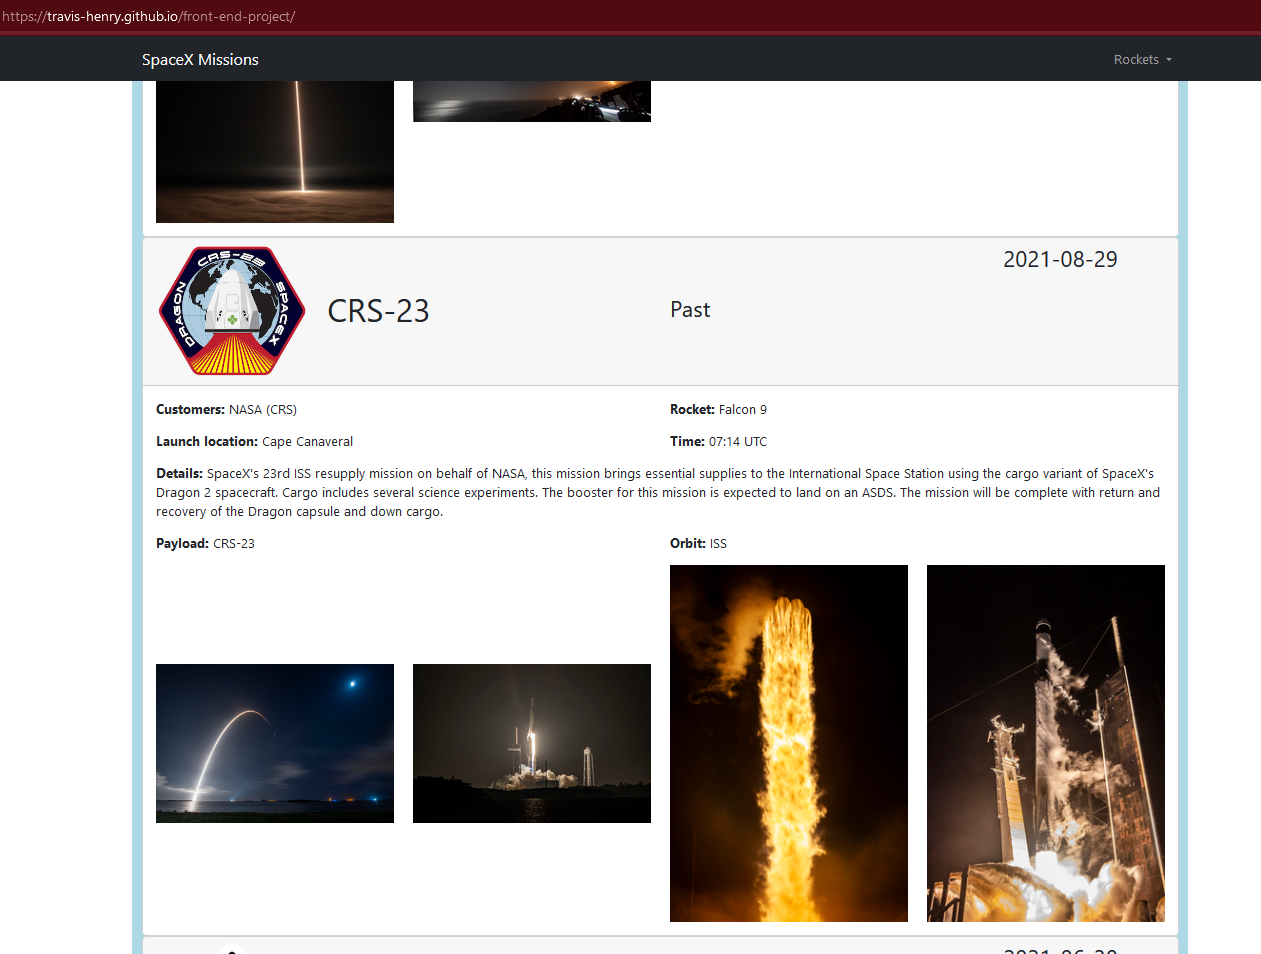 https://travis-henry.github.io/front-end-project/
SpaceX Missions
Rockets
2021-08-29
CRS-23
DRAGON
SPACEX
CRS-23
Past
Customers: NASA (CRS)
Rocket: Falcon 9
Launch location: Cape Canaveral
Time: 07:14 UTC
Details: SpaceX's 23rd ISS resupply mission on behalf of NASA, this mission brings essential supplies to the International Space Station using the cargo variant of SpaceX's
Dragon 2 spacecraft. Cargo includes several science experiments. The booster for this mission is expected to land on an ASDS. The mission will be complete with return and
recovery of the Dragon capsule and down cargo.
Payload: CRS-23
Orbit: ISS